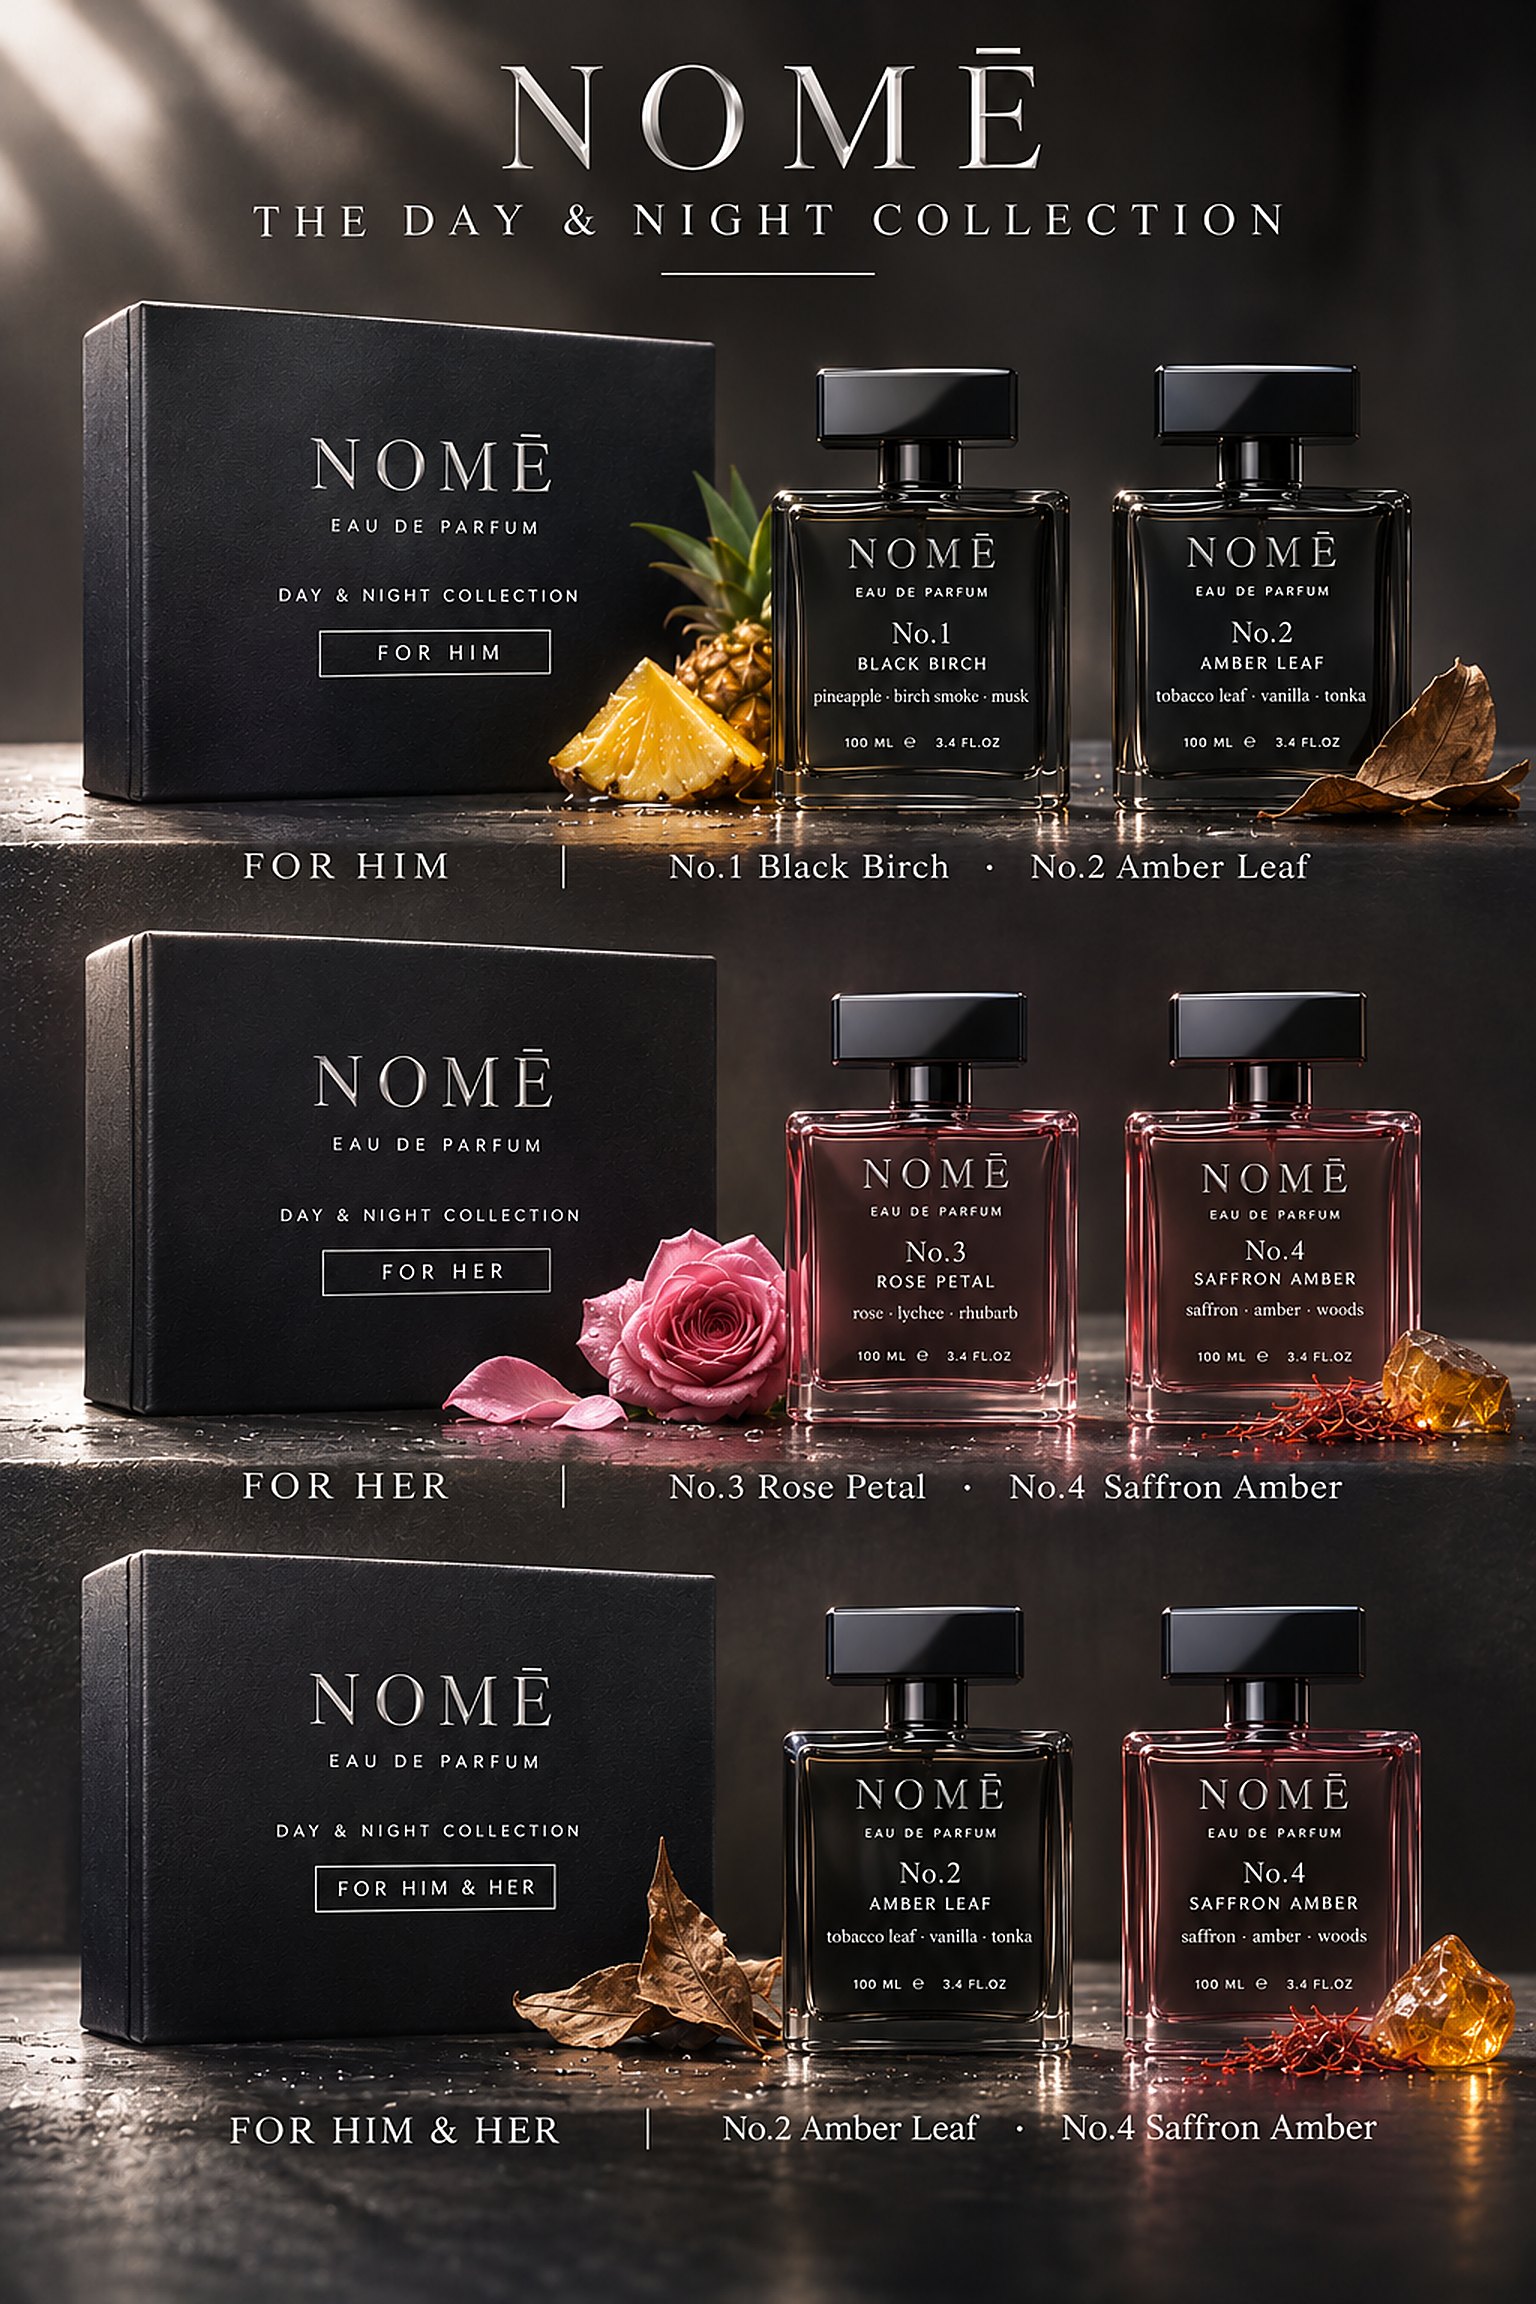 NOMĒ
THE DAY & NIGHT COLLECTION
NOMĒ
EAU DE PARFUM
DAY & NIGHT COLLECTION
FOR HIM
NOMĒ
EAU DE PARFUM
No.1
BLACK BIRCH
pineapple · birch smoke · musk
100 ML ℮ 3.4 FL.OZ
NOMĒ
EAU DE PARFUM
No.2
AMBER LEAF
tobacco leaf · vanilla · tonka
100 ML ℮ 3.4 FL.OZ
FOR HIM | No.1 Black Birch · No.2 Amber Leaf
NOMĒ
EAU DE PARFUM
DAY & NIGHT COLLECTION
FOR HER
NOMĒ
EAU DE PARFUM
No.3
ROSE PETAL
rose · lychee · rhubarb
100 ML ℮ 3.4 FL.OZ
NOMĒ
EAU DE PARFUM
No.4
SAFFRON AMBER
saffron · amber · woods
100 ML ℮ 3.4 FL.OZ
FOR HER | No.3 Rose Petal · No.4 Saffron Amber
NOMĒ
EAU DE PARFUM
DAY & NIGHT COLLECTION
FOR HIM & HER
NOMĒ
EAU DE PARFUM
No.2
AMBER LEAF
tobacco leaf · vanilla · tonka
100 ML ℮ 3.4 FL.OZ
NOMĒ
EAU DE PARFUM
No.4
SAFFRON AMBER
saffron · amber · woods
100 ML ℮ 3.4 FL.OZ
FOR HIM & HER | No.2 Amber Leaf · No.4 Saffron Amber